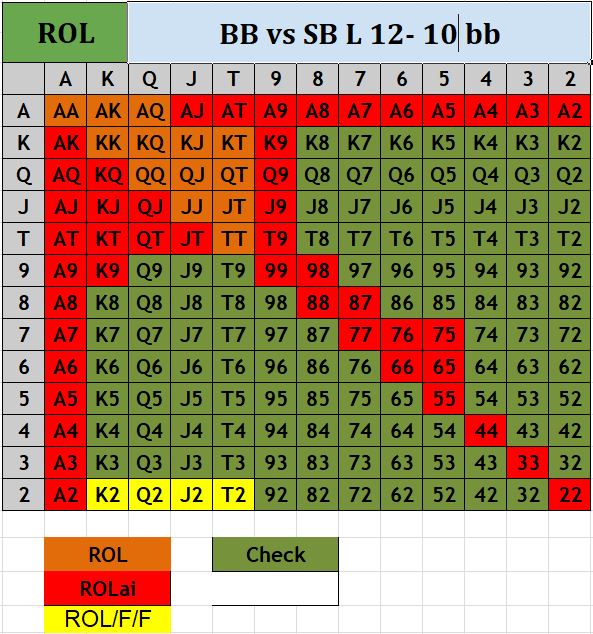 ROL BB vs SB L 12- 10 bb
A K Q J T 9 8 7 6 5 4 3 2
A AA AK AQ AJ AT A9 A8 A7 A6 A5 A4 A3 A2
K AK KK KQ KJ KT K9 K8 K7 K6 K5 K4 K3 K2
Q AQ KQ QQ QJ QT Q9 Q8 Q7 Q6 Q5 Q4 Q3 Q2
J AJ KJ QJ JJ JT J9 J8 J7 J6 J5 J4 J3 J2
T AT KT QT JT TT T9 T8 T7 T6 T5 T4 T3 T2
9 A9 K9 Q9 J9 T9 99 98 97 96 95 94 93 92
8 A8 K8 Q8 J8 T8 98 88 87 86 85 84 83 82
7 A7 K7 Q7 J7 T7 97 87 77 76 75 74 73 72
6 A6 K6 Q6 J6 T6 96 86 76 66 65 64 63 62
5 A5 K5 Q5 J5 T5 95 85 75 65 55 54 53 52
4 A4 K4 Q4 J4 T4 94 84 74 64 54 44 43 42
3 A3 K3 Q3 J3 T3 93 83 73 63 53 43 33 32
2 A2 K2 Q2 J2 T2 92 82 72 62 52 42 32 22
ROL Check
ROLai
ROL/F/F